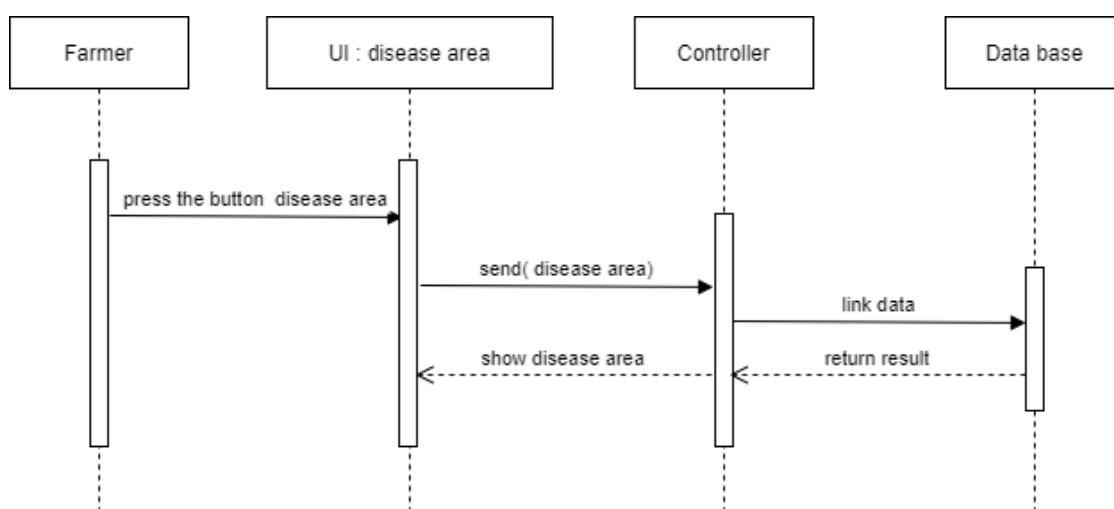 Farmer
UI : disease area
Controller
Data base
press the button  disease area
send( disease area)
link data
show disease area
return result